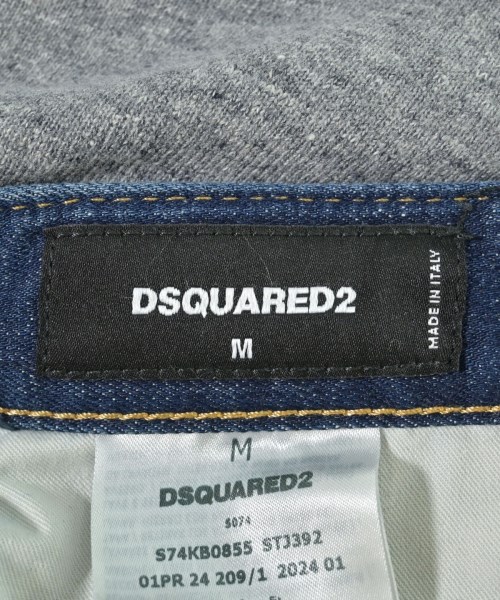 DSQUARED2
M
MADE IN ITALY
M
DSQUARED2
S074
S74KB0855 STJ392
01PR 24 209/1 2024 01
M